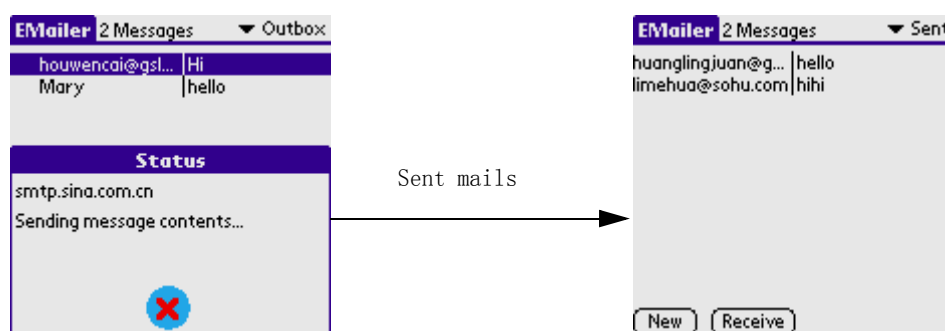 EMailer 2 Messages Outbox
houwencai@gsl... Hi
Mary hello
Status
smtp.sina.com.cn
Sending message contents...
Sent mails
EMailer 2 Messages Sent
huanglingjuan@g... hello
limehua@sohu.com hihi
New Receive